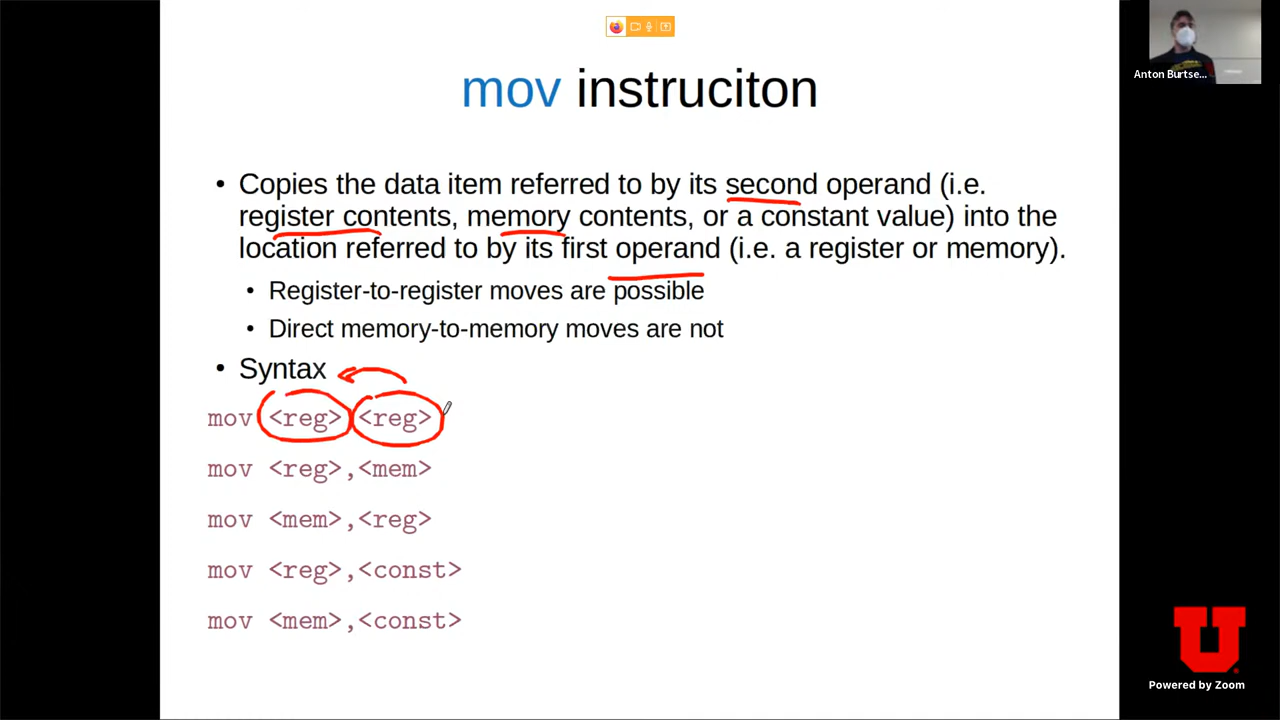 mov instruciton
Anton Burtse...
• Copies the data item referred to by its second operand (i.e.
register contents, memory contents, or a constant value) into the
location referred to by its first operand (i.e. a register or memory).
• Register-to-register moves are possible
• Direct memory-to-memory moves are not
• Syntax
mov <reg> <reg>
mov <reg>,<mem>
mov <mem>,<reg>
mov <reg>,<const>
mov <mem>,<const>
U
Powered by Zoom